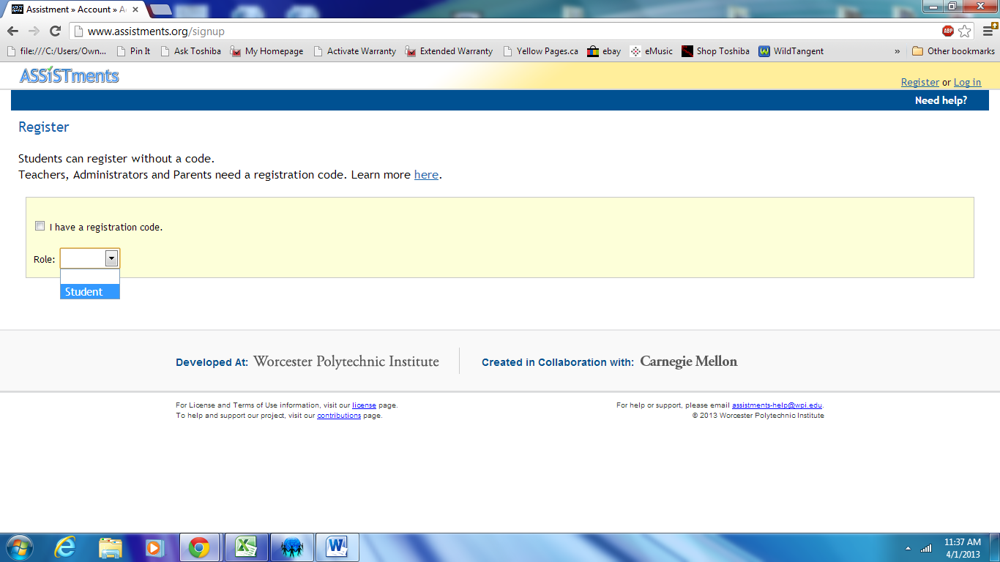 Assistment » Account » A
www.assistments.org/signup
ABP
file:///C:/Users/Own...
Pin It
Ask Toshiba
My Homepage
Activate Warranty
Extended Warranty
Yellow Pages.ca
ebay
eMusic
Shop Toshiba
WildTangent
»
Other bookmarks
ASSiSTments
Register or Log in
Need help?
Register
Students can register without a code.
Teachers, Administrators and Parents need a registration code. Learn more here.
I have a registration code.
Role:
Student
Developed At: Worcester Polytechnic Institute
Created in Collaboration with: Carnegie Mellon
For License and Terms of Use information, visit our license page.
To help and support our project, visit our contributions page.
For help or support, please email assistments-help@wpi.edu.
© 2013 Worcester Polytechnic Institute
11:37 AM
4/1/2013